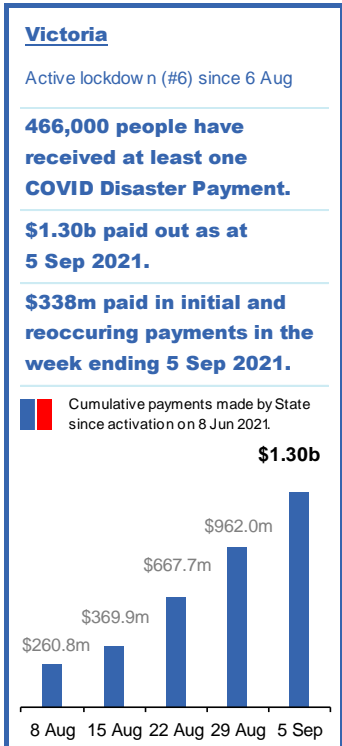 Victoria
Active lockdown (#6) since 6 Aug
466,000 people have
received at least one
COVID Disaster Payment.
$1.30b paid out as at
5 Sep 2021.
$338m paid in initial and
reoccuring payments in the
week ending 5 Sep 2021.
Cumulative payments made by State
since activation on 8 Jun 2021.
$1.30b
$962.0m
$667.7m
$369.9m
$260.8m
8 Aug 15 Aug 22 Aug 29 Aug 5 Sep